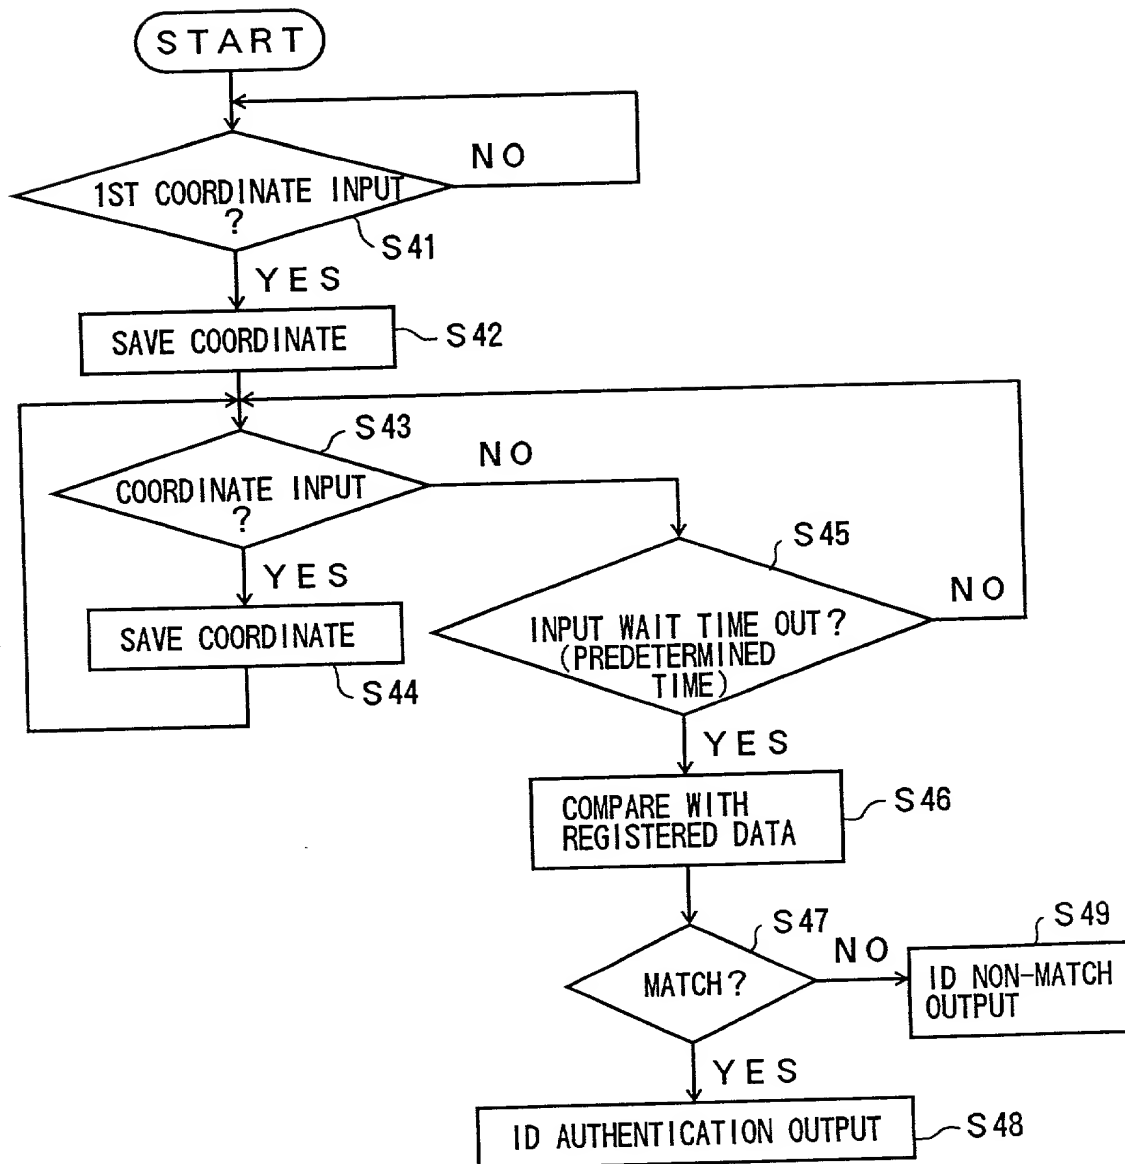 START
NO
1ST COORDINATE INPUT
?
S41
YES
SAVE COORDINATE
S42
S43
NO
COORDINATE INPUT
?
YES
SAVE COORDINATE
S44
S45
NO
INPUT WAIT TIME OUT?
(PREDETERMINED
TIME)
YES
COMPARE WITH
REGISTERED DATA
S46
S47
MATCH?
NO
S49
ID NON-MATCH
OUTPUT
YES
ID AUTHENTICATION OUTPUT
S48